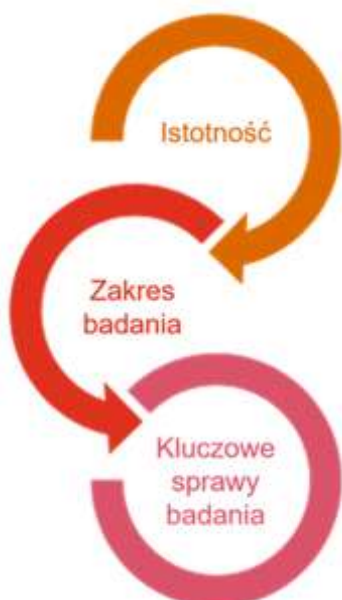 Istotność
Zakres
badania
Kluczowe
sprawy
badania